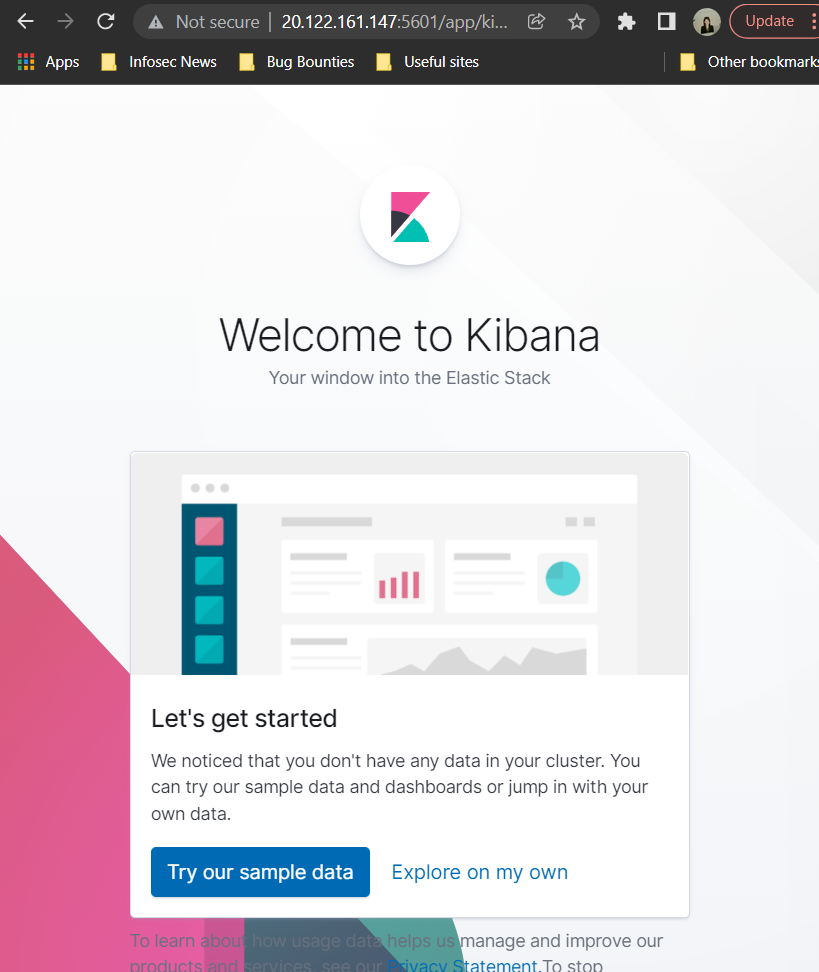 Not secure | 20.122.161.147:5601/app/ki... Update
Apps Infosec News Bug Bounties Useful sites Other bookmarks
Welcome to Kibana
Your window into the Elastic Stack
Let's get started
We noticed that you don't have any data in your cluster. You
can try our sample data and dashboards or jump in with your
own data.
Try our sample data Explore on my own
To learn about how usage data helps us manage and improve our
products and services, see our Privacy Statement.To stop